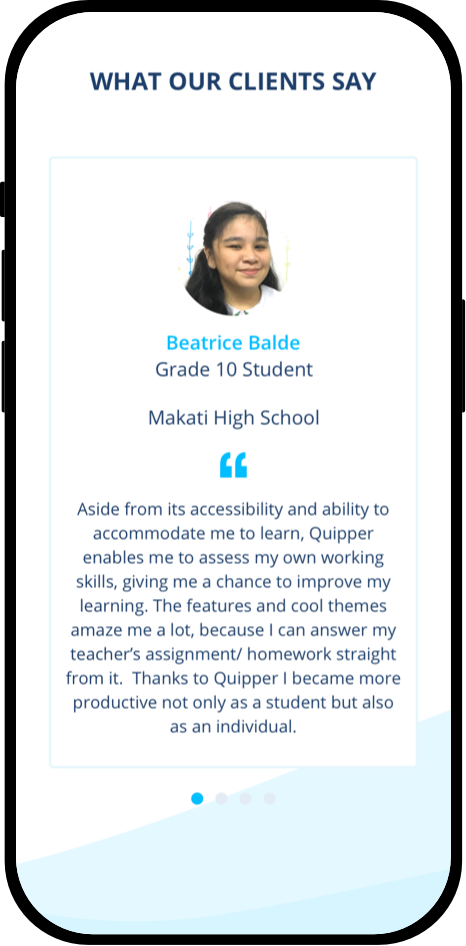 WHAT OUR CLIENTS SAY
Beatrice Balde
Grade 10 Student
Makati High School
“
Aside from its accessibility and ability to
accommodate me to learn, Quipper
enables me to assess my own working
skills, giving me a chance to improve my
learning. The features and cool themes
amaze me a lot, because I can answer my
teacher’s assignment/ homework straight
from it.  Thanks to Quipper I became more
productive not only as a student but also
as an individual.